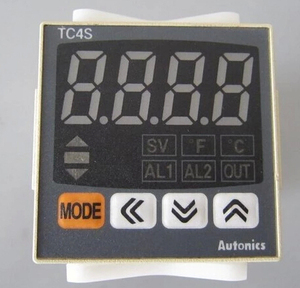 TC4S
8.8.8.8
SV °F °C
AL1 AL2 OUT
MODE
Autonics